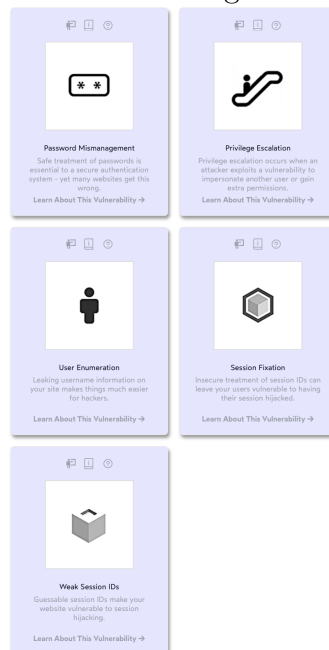 * *
Password Mismanagement
Safe treatment of passwords is
essential to a secure authentication
system - yet many websites get this
wrong.
Learn About This Vulnerability →
Privilege Escalation
Privilege escalation occurs when an
attacker exploits a vulnerability to
impersonate another user or gain
extra permissions.
Learn About This Vulnerability →
User Enumeration
Leaking username information on
your site makes things much easier
for hackers.
Learn About This Vulnerability →
Session Fixation
Insecure treatment of session IDs can
leave your users vulnerable to having
their session hijacked.
Learn About This Vulnerability →
Weak Session IDs
Guessable session IDs make your
website vulnerable to session
hijacking.
Learn About This Vulnerability →